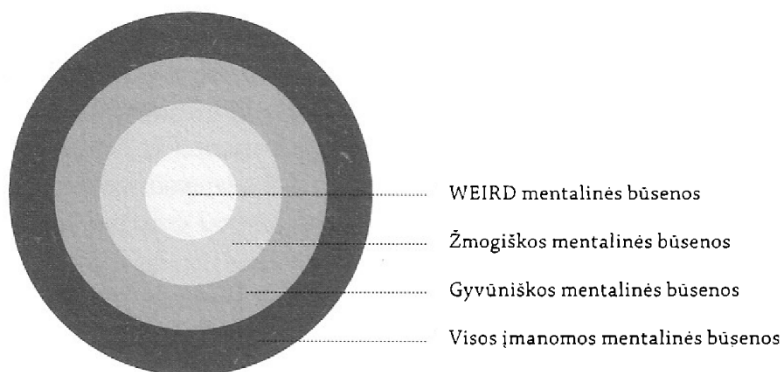 WEIRD mentalinės būsenos
Žmogiškos mentalinės būsenos
Gyvūniškos mentalinės būsenos
Visos įmanomos mentalinės būsenos